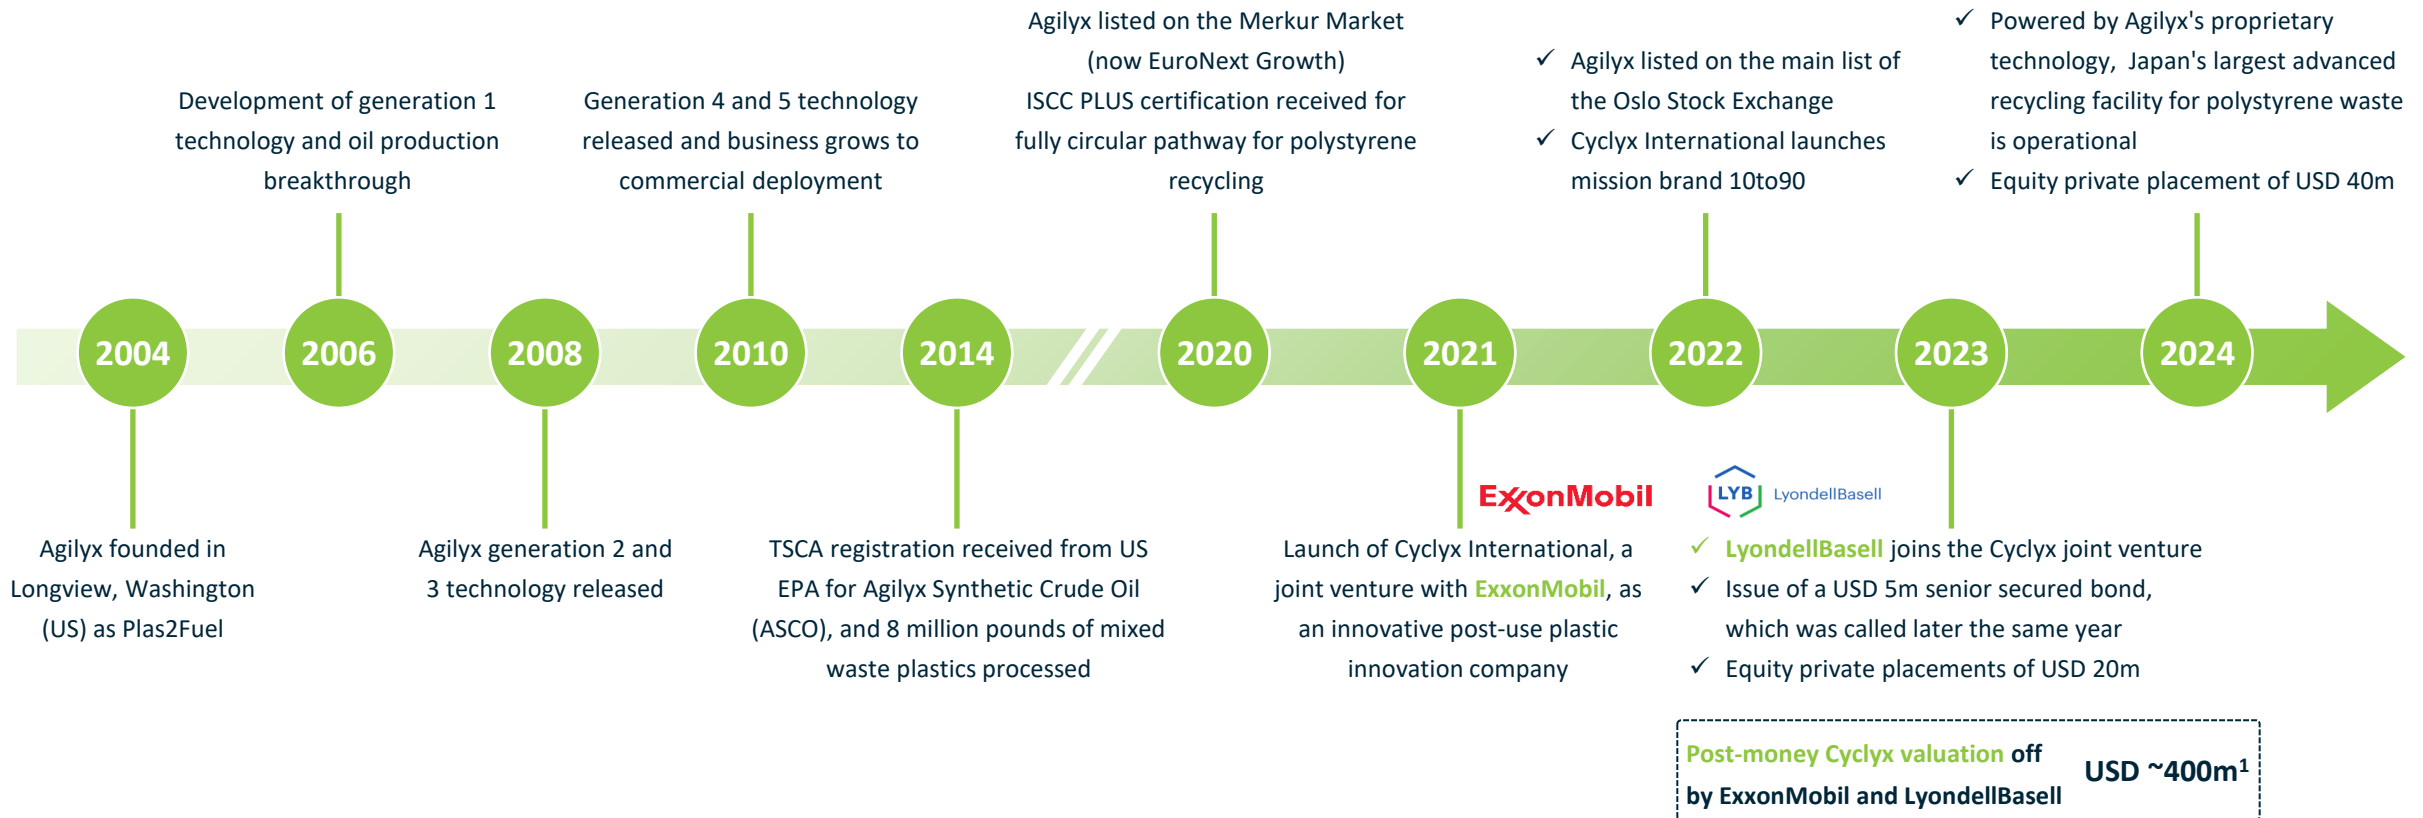 Agilyx listed on the Merkur Market
(now EuroNext Growth)
ISCC PLUS certification received for
fully circular pathway for polystyrene
recycling
✓ Powered by Agilyx's proprietary
technology, Japan's largest advanced
recycling facility for polystyrene waste
is operational
✓ Equity private placement of USD 40m
✓ Agilyx listed on the main list of
the Oslo Stock Exchange
✓ Cyclyx International launches
mission brand 10to90
Development of generation 1
technology and oil production
breakthrough
Generation 4 and 5 technology
released and business grows to
commercial deployment
2004
2006
2008
2010
2014
2020
2021
2022
2023
2024
Agilyx founded in
Longview, Washington
(US) as Plas2Fuel
Agilyx generation 2 and
3 technology released
TSCA registration received from US
EPA for Agilyx Synthetic Crude Oil
(ASCO), and 8 million pounds of mixed
waste plastics processed
ExxonMobil
Launch of Cyclyx International, a
joint venture with ExxonMobil, as
an innovative post-use plastic
innovation company
LYB LyondellBasell
✓ LyondellBasell joins the Cyclyx joint venture
✓ Issue of a USD 5m senior secured bond,
which was called later the same year
✓ Equity private placements of USD 20m
Post-money Cyclyx valuation off
by ExxonMobil and LyondellBasell
USD ~400m¹